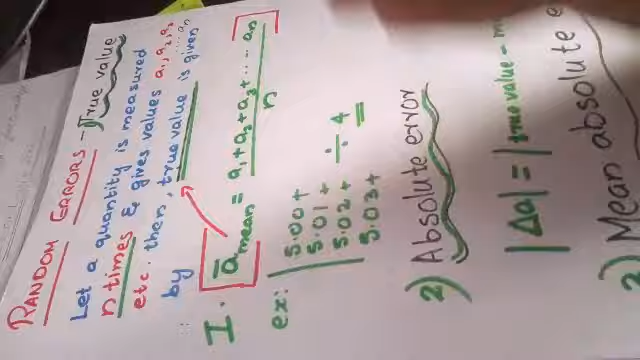 RANDOM ERRORS - True value
Let a quantity is measured
n times & gives values a₁, a₂, a₃ ... aₙ
etc. then, true value is given
by
I. ā mean = a₁ + a₂ + a₃ + ... aₙ
n
ex: 5.00 +
5.01 +
5.02 + ÷ 4
5.03 + =
2) Absolute error
|Δa| = | true value -
Mean absolute